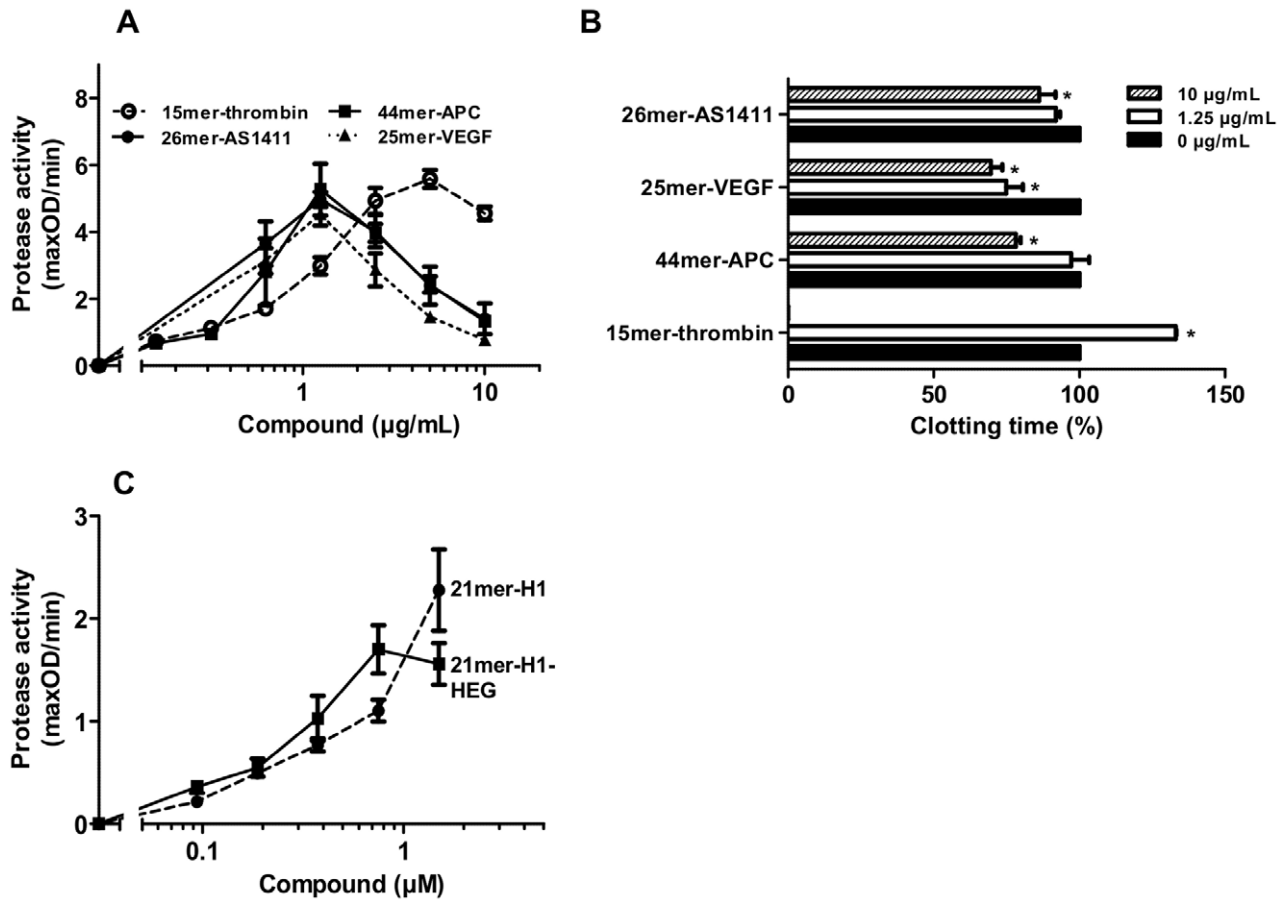 A
Protease activity
(maxOD/min)
8
6
4
2
0
15mer-thrombin
26mer-AS1411
44mer-APC
25mer-VEGF
1
10
Compound (µg/mL)
B
26mer-AS1411
25mer-VEGF
44mer-APC
15mer-thrombin
*
*
*
*
*
10 µg/mL
1.25 µg/mL
0 µg/mL
0
50
100
150
Clotting time (%)
C
Protease activity
(maxOD/min)
3
2
1
0
21mer-H1
21mer-H1-
HEG
0.1
1
Compound (µM)